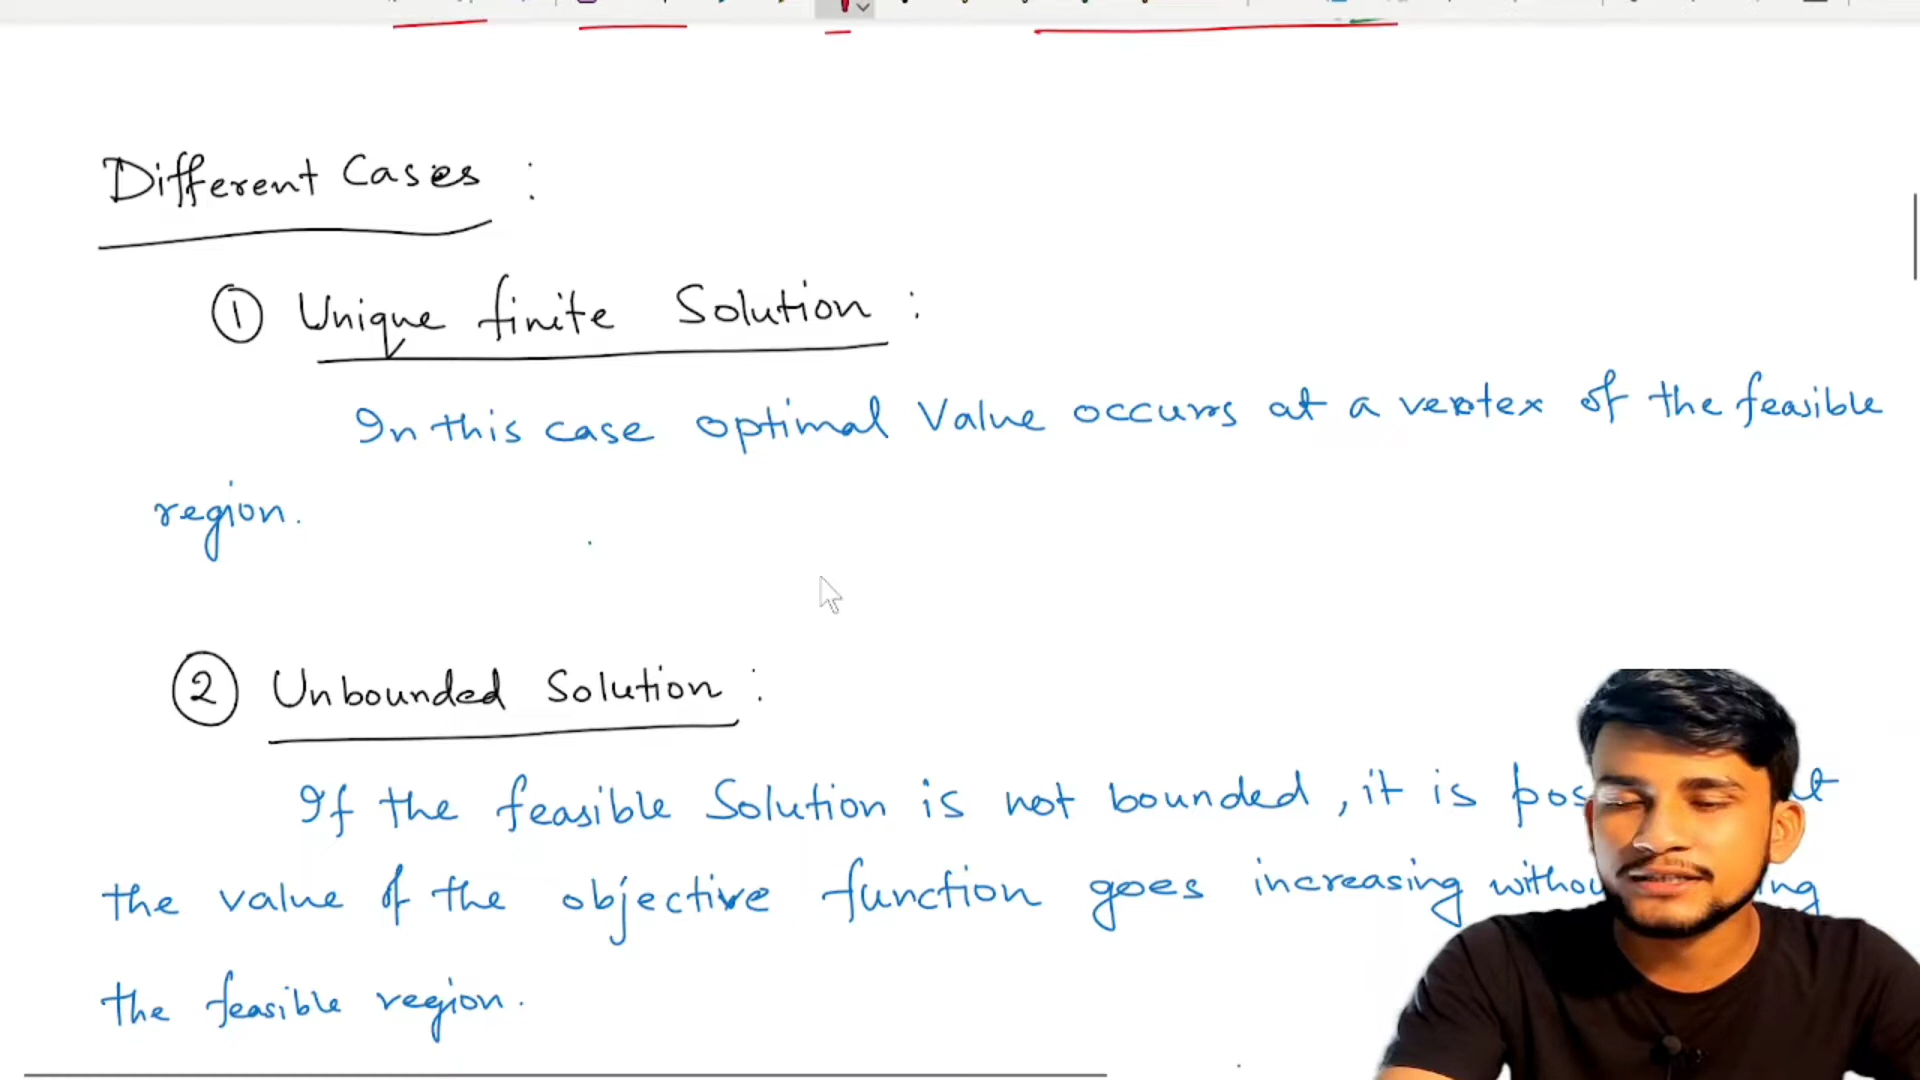 Different Cases :
① Unique finite Solution :
In this case optimal Value occurs at a vertex of the feasible
region.
② Unbounded Solution :
If the feasible Solution is not bounded, it is
the value of the objective function goes increasing
the feasible region.